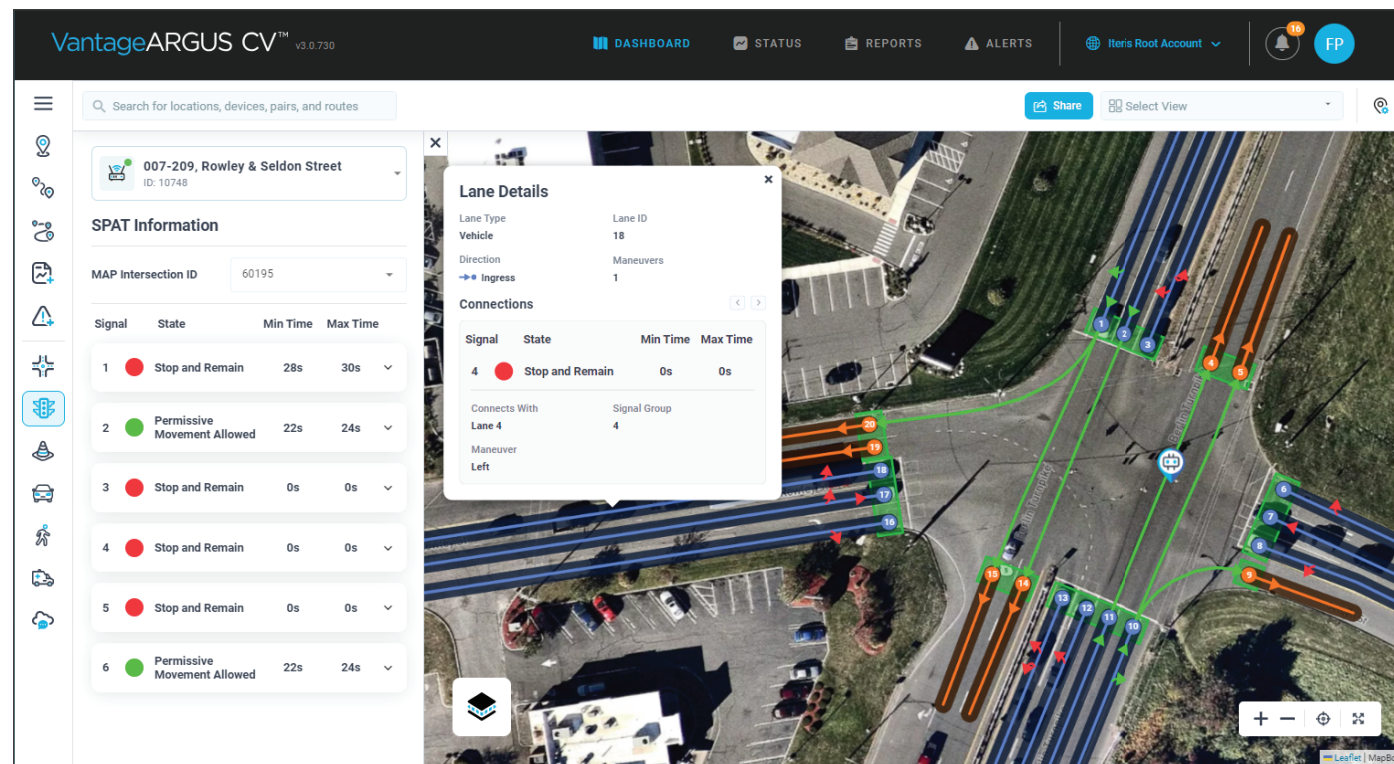 VantageARGUS CV™ v3.0.730
DASHBOARD
STATUS
REPORTS
ALERTS
Iteris Root Account
16
FP
Search for locations, devices, pairs, and routes
Share
Select View
007-209, Rowley & Seldon Street
ID: 10748
SPAT Information
MAP Intersection ID 60195
Signal State Min Time Max Time
1 Stop and Remain 28s 30s
2 Permissive Movement Allowed 22s 24s
3 Stop and Remain 0s 0s
4 Stop and Remain 0s 0s
5 Stop and Remain 0s 0s
6 Permissive Movement Allowed 22s 24s
Lane Details
Lane Type Lane ID
Vehicle 18
Direction Maneuvers
Ingress 1
Connections
Signal State Min Time Max Time
4 Stop and Remain 0s 0s
Connects With Signal Group
Lane 4 4
Maneuver
Left
1
2
3
4
5
20
19
18
17
16
6
7
8
9
15
5
14
13
12
11
10
Berlin Turnpike
Leaflet | MapBo